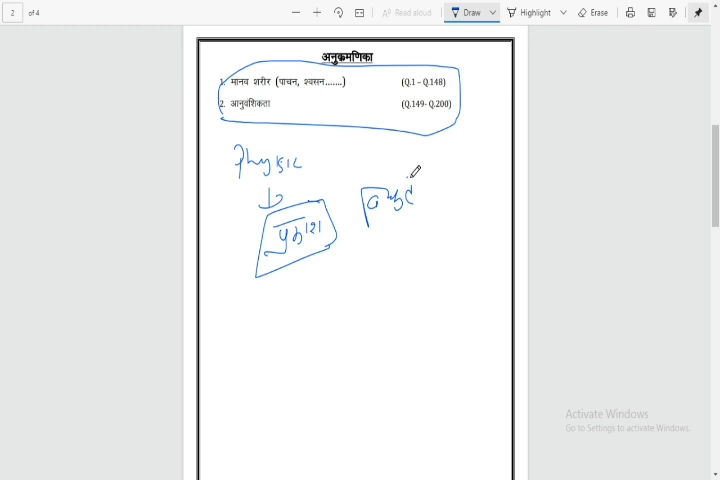 2 of 4 Read aloud Draw Highlight Erase
अनुक्रमणिका
1. मानव शरीर (पाचन, श्वसन.......) (Q.1 – Q.148)
2. आनुवशिकता (Q.149- Q.200)
Physic
Activate Windows
Go to Settings to activate Windows.